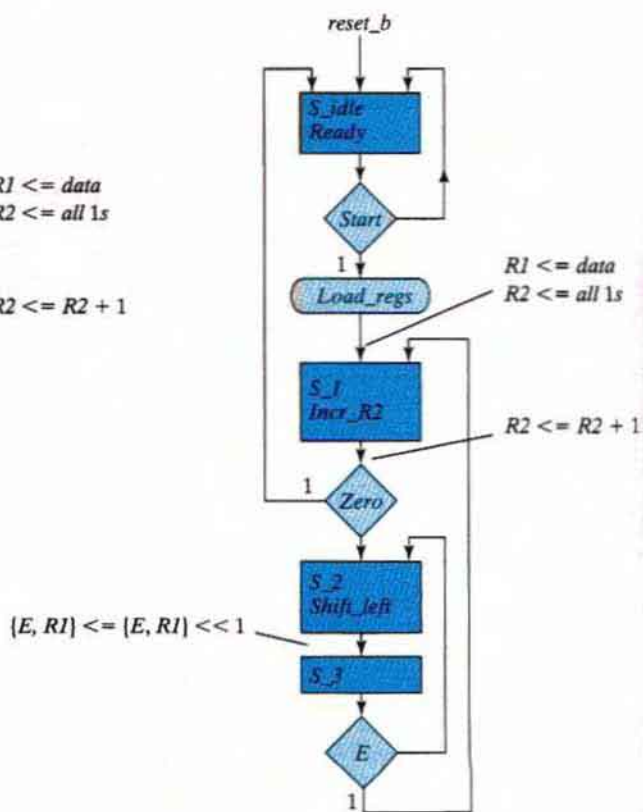 reset_b
S_idle
Ready
R1 <= data
R2 <= all 1s
Start
1
R2 <= R2 + 1
Load_regs
R1 <= data
R2 <= all 1s
S_1
Incr_R2
R2 <= R2 + 1
1
Zero
S_2
Shift_left
{E, R1} <= {E, R1} << 1
S_3
E
1